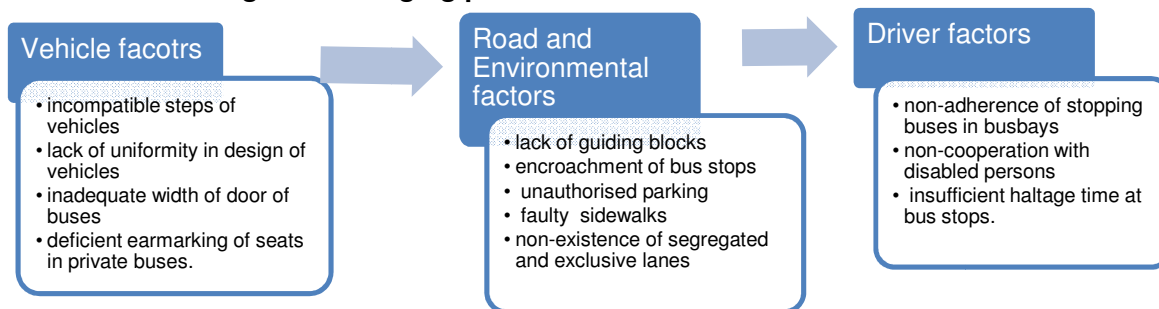 Vehicle facotrs
• incompatible steps of
vehicles
• lack of uniformity in design of
vehicles
• inadequate width of door of
buses
• deficient earmarking of seats
in private buses.
Road and
Environmental
factors
• lack of guiding blocks
• encroachment of bus stops
• unauthorised parking
• faulty sidewalks
• non-existence of segregated
and exclusive lanes
Driver factors
• non-adherence of stopping
buses in busbays
• non-cooperation with
disabled persons
• insufficient haltage time at
bus stops.